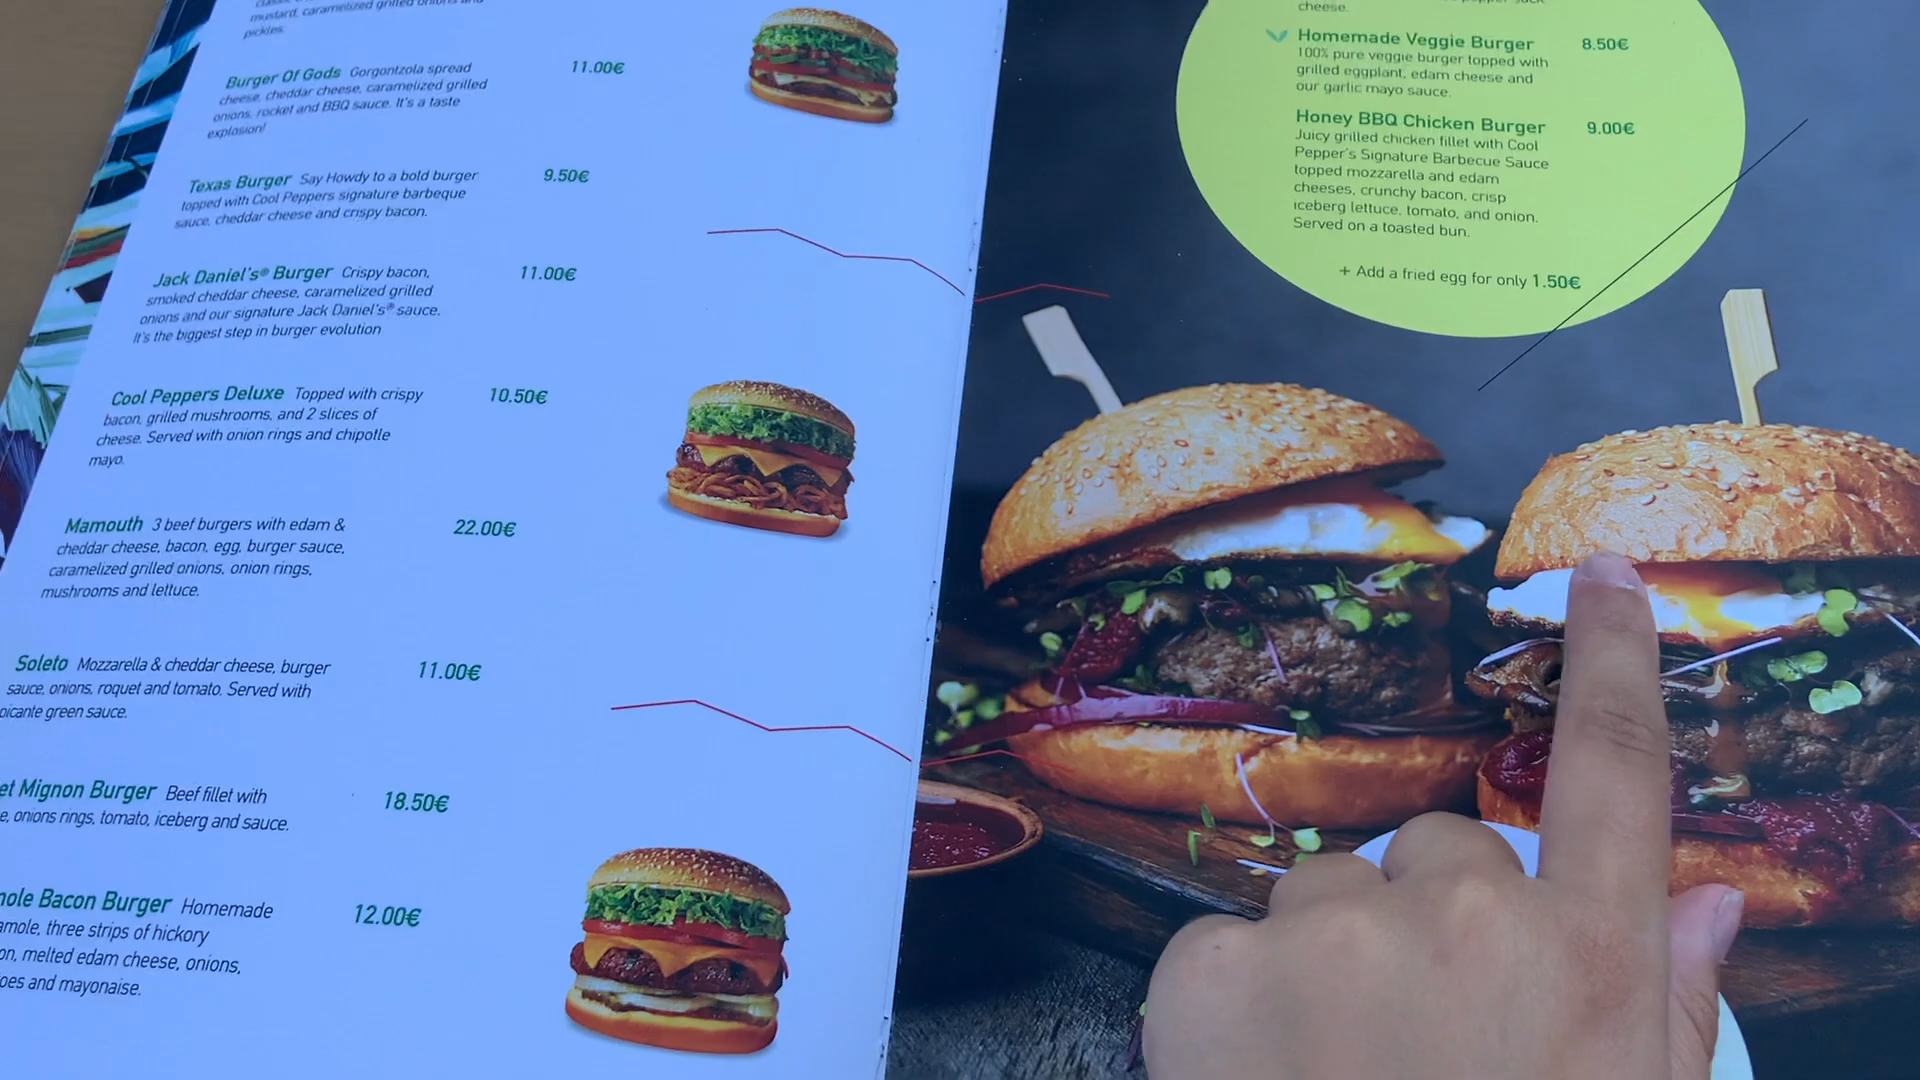 mustard, caramelized grilled onions and
pickles.
Burger Of Gods Gorgontzola spread 11.00€
cheese, cheddar cheese, caramelized grilled
onions, rocket and BBQ sauce. It's a taste
explosion!
Texas Burger Say Howdy to a bold burger 9.50€
topped with Cool Peppers signature barbeque
sauce, cheddar cheese and crispy bacon.
Jack Daniel's® Burger Crispy bacon, 11.00€
smoked cheddar cheese, caramelized grilled
onions and our signature Jack Daniel's® sauce.
It's the biggest step in burger evolution
Cool Peppers Deluxe Topped with crispy 10.50€
bacon, grilled mushrooms, and 2 slices of
cheese. Served with onion rings and chipotle
mayo.
Mamouth 3 beef burgers with edam & 22.00€
cheddar cheese, bacon, egg, burger sauce,
caramelized grilled onions, onion rings,
mushrooms and lettuce.
Soleto Mozzarella & cheddar cheese, burger 11.00€
sauce, onions, roquet and tomato. Served with
picante green sauce.
et Mignon Burger Beef fillet with 18.50€
e, onions rings, tomato, iceberg and sauce.
mole Bacon Burger Homemade 12.00€
amole, three strips of hickory
on, melted edam cheese, onions,
oes and mayonaise.
cheese.
Homemade Veggie Burger 8.50€
100% pure veggie burger topped with
grilled eggplant, edam cheese and
our garlic mayo sauce.
Honey BBQ Chicken Burger 9.00€
Juicy grilled chicken fillet with Cool
Pepper's Signature Barbecue Sauce
topped mozzarella and edam
cheeses, crunchy bacon, crisp
iceberg lettuce, tomato, and onion.
Served on a toasted bun.
+ Add a fried egg for only 1.50€